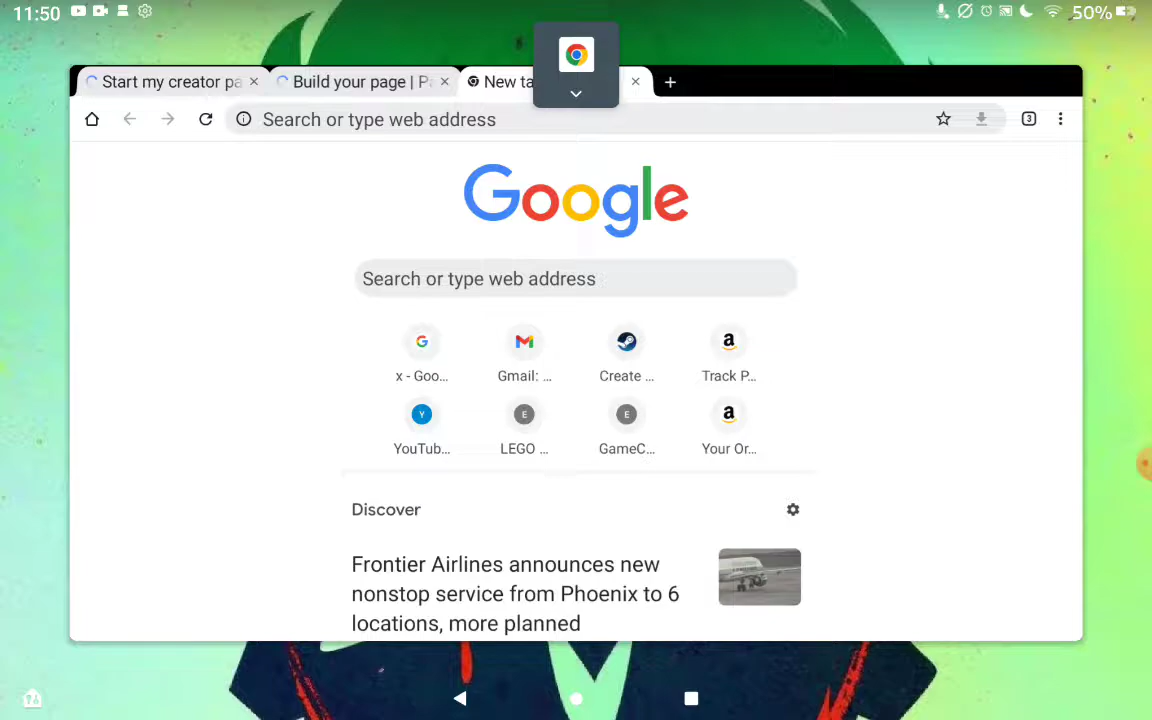 11:50
50%
Start my creator pa
Build your page | Pa
New ta
Search or type web address
3
Google
Search or type web address
G
x - Goo...
Gmail: ...
Create ...
a
Track P...
Y
YouTub...
E
LEGO ...
E
GameC...
a
Your Or...
Discover
Frontier Airlines announces new
nonstop service from Phoenix to 6
locations, more planned